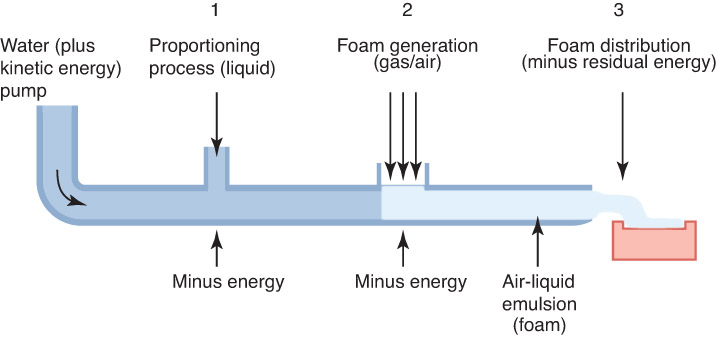 1
2
3
Water (plus
kinetic energy)
pump
Proportioning
process (liquid)
Foam generation
(gas/air)
Foam distribution
(minus residual energy)
Minus energy
Minus energy
Air-liquid
emulsion
(foam)